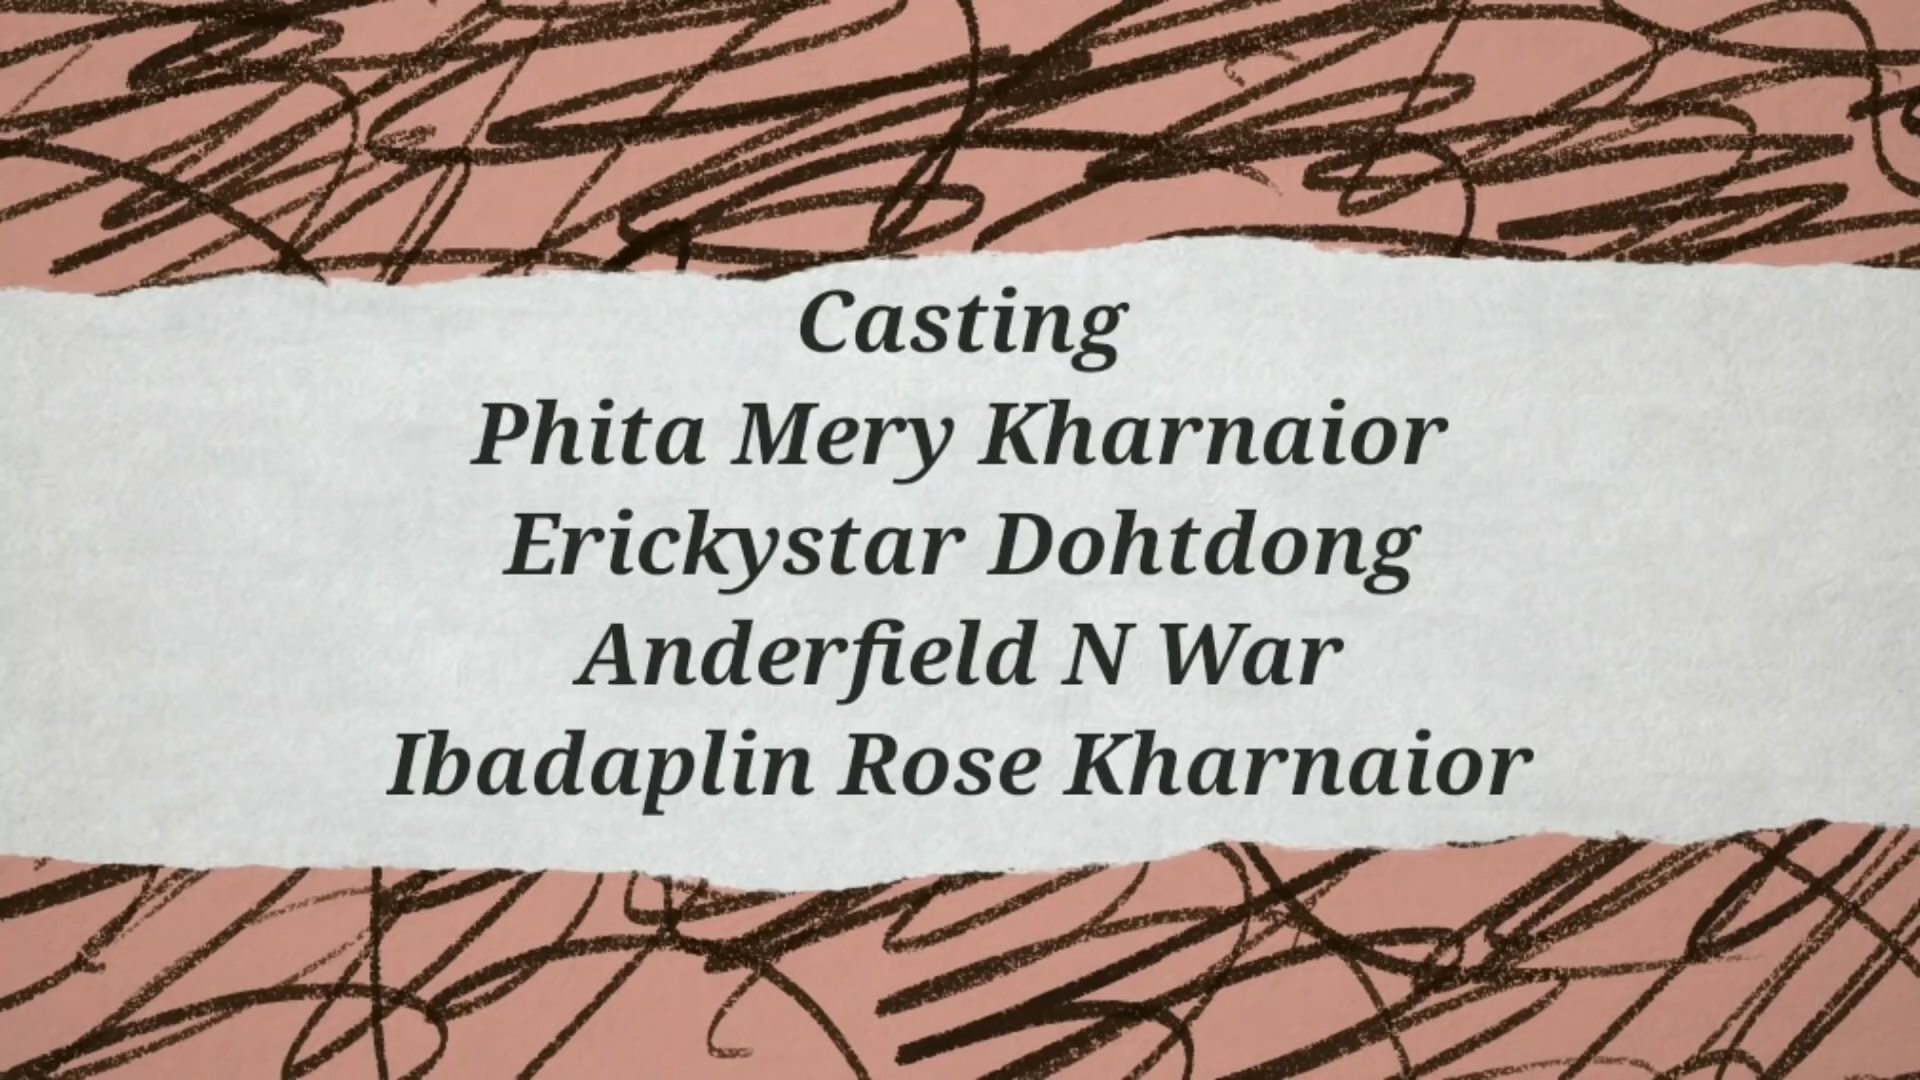 Casting
Phita Mery Kharnaior
Erickystar Dohtdong
Anderfield N War
Ibadaplin Rose Kharnaior